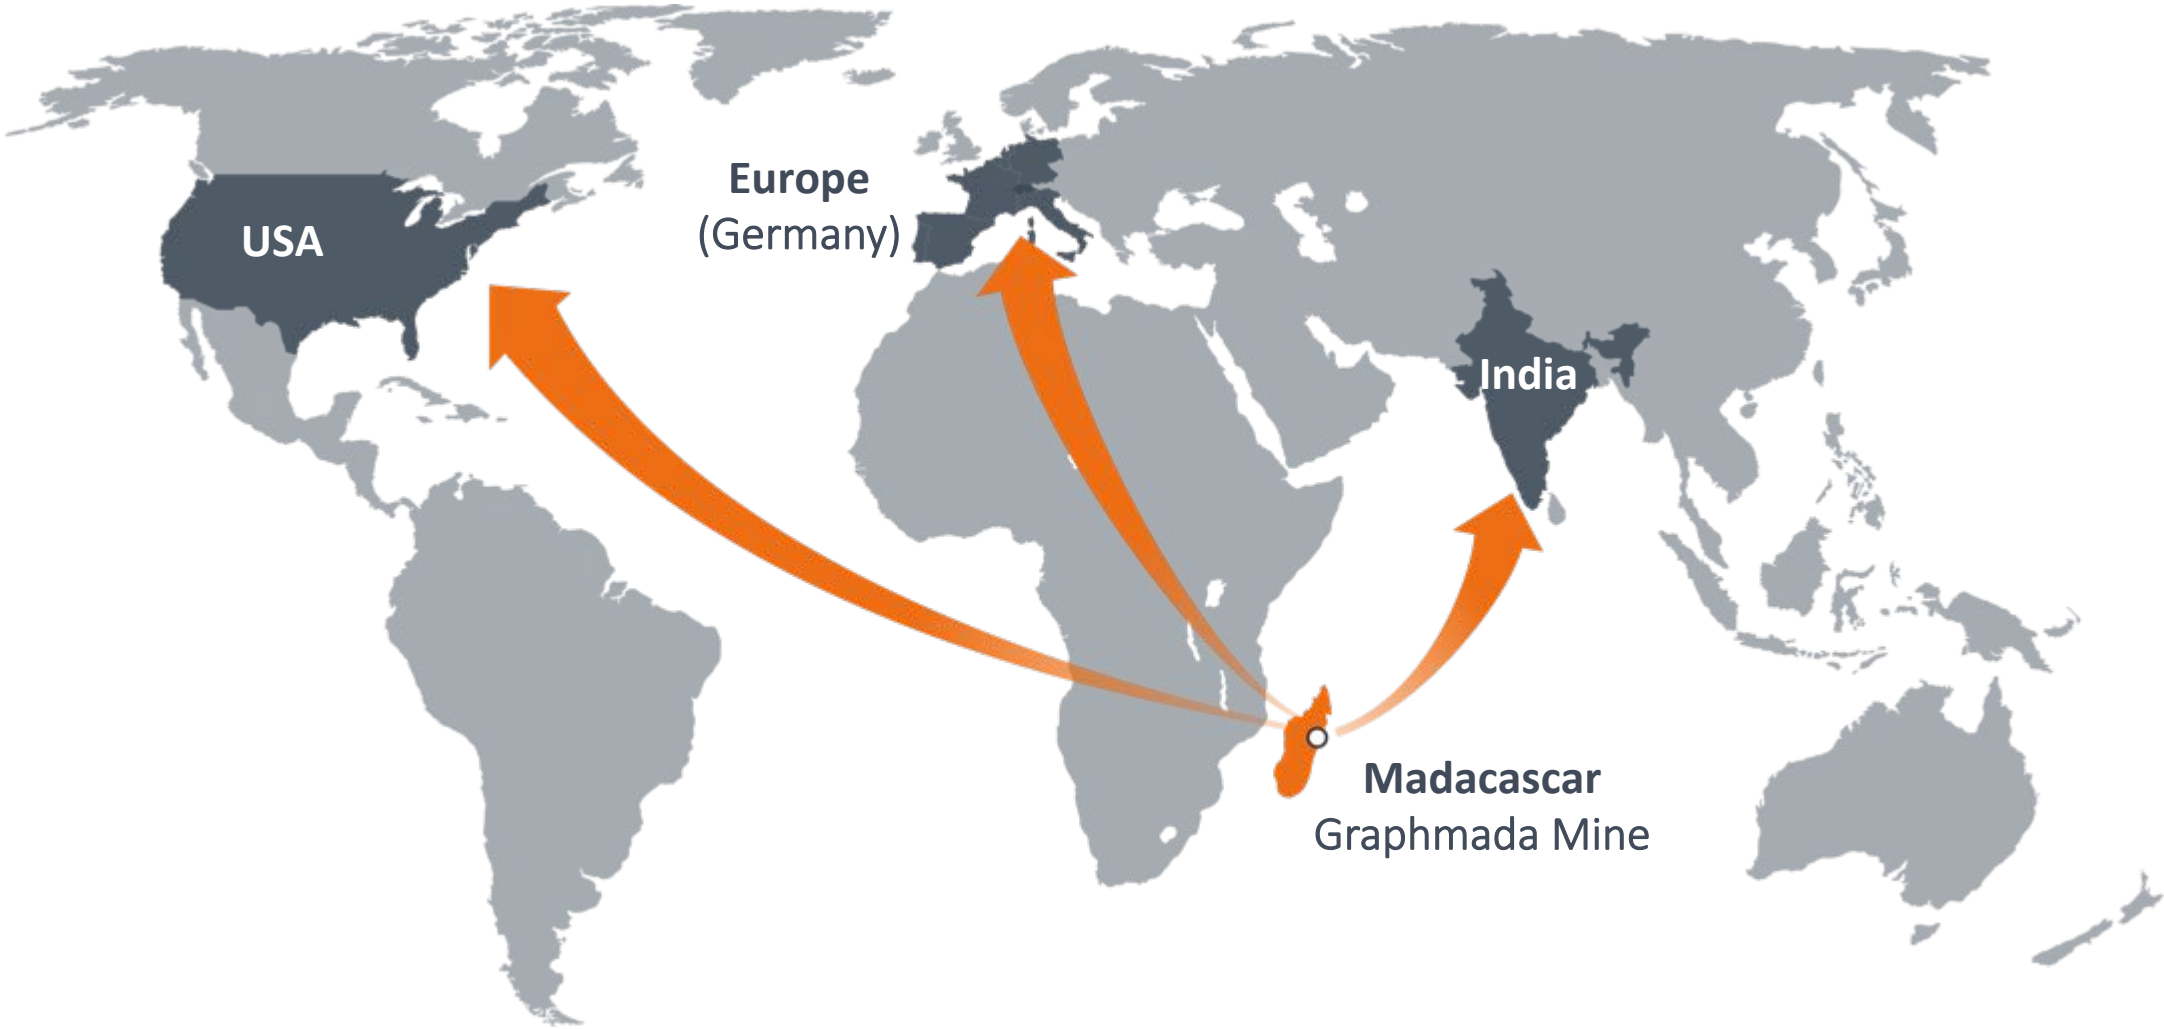 Europe
(Germany)
USA
India
Madacascar
Graphmada Mine